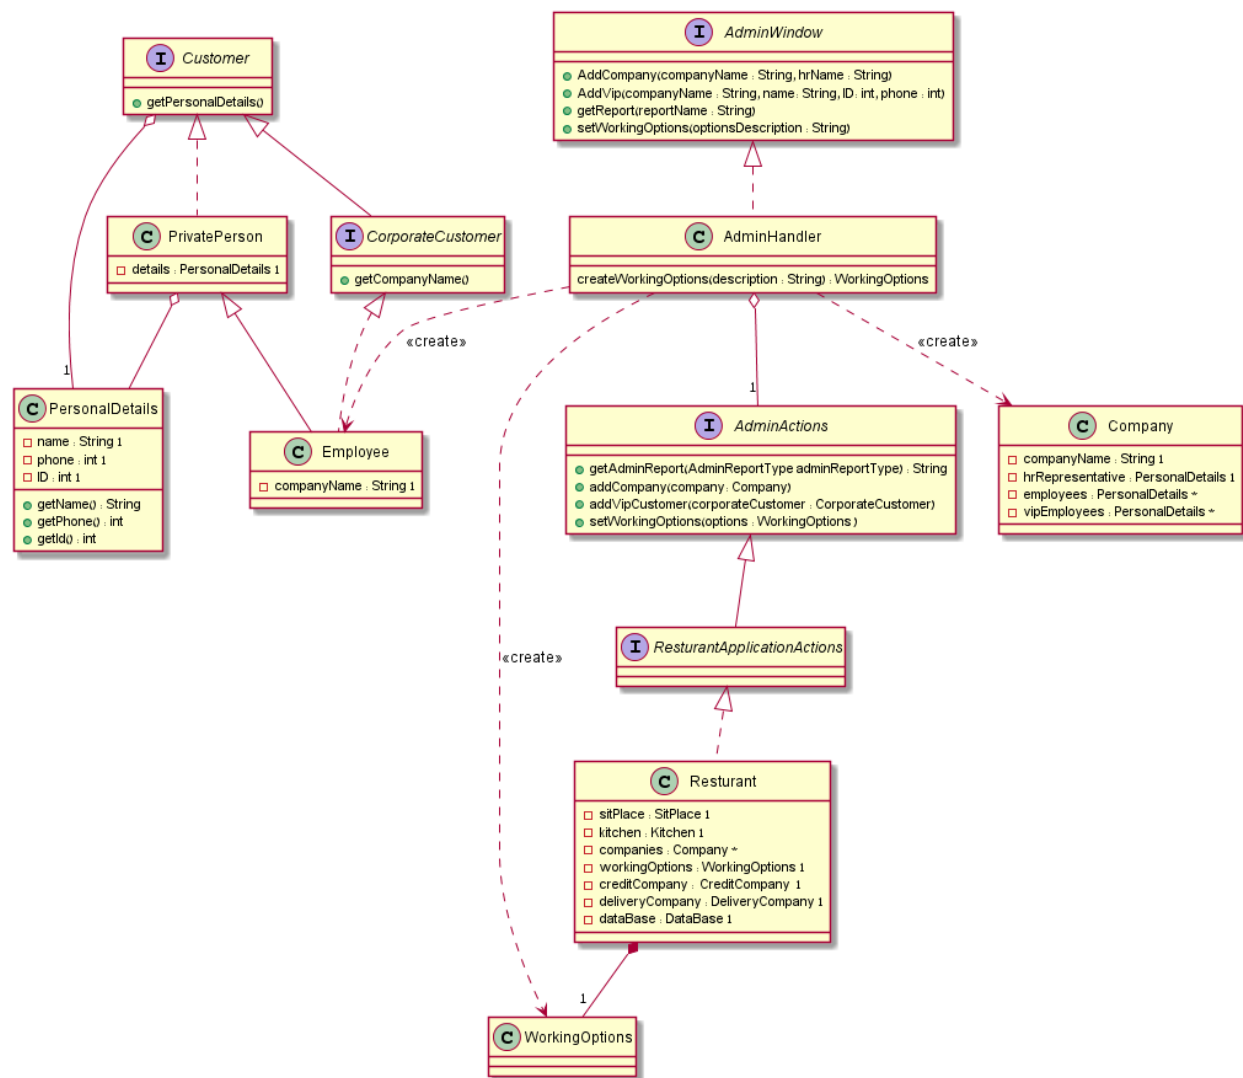 I Customer
getPersonalDetails()
I AdminWindow
AddCompany(companyName : String, hrName : String)
AddVip(companyName : String, name: String, ID: int, phone : int)
getReport(reportName : String)
setWorkingOptions(optionsDescription : String)
C PrivatePerson
details : PersonalDetails 1
I CorporateCustomer
getCompanyName()
C AdminHandler
createWorkingOptions(description : String) : WorkingOptions
«create»
«create»
1
1
C PersonalDetails
name : String 1
phone : int 1
ID : int 1
getName() : String
getPhone() : int
getId() : int
C Employee
companyName : String 1
I AdminActions
getAdminReport(AdminReportType adminReportType) : String
addCompany(company: Company)
addVipCustomer(corporateCustomer : CorporateCustomer)
setWorkingOptions(options : WorkingOptions )
C Company
companyName : String 1
hrRepresentative : PersonalDetails 1
employees : PersonalDetails *
vipEmployees : PersonalDetails *
«create»
I ResturantApplicationActions
C Resturant
sitPlace : SitPlace 1
kitchen : Kitchen 1
companies : Company *
workingOptions : WorkingOptions 1
creditCompany : CreditCompany 1
deliveryCompany : DeliveryCompany 1
dataBase : DataBase 1
1
C WorkingOptions